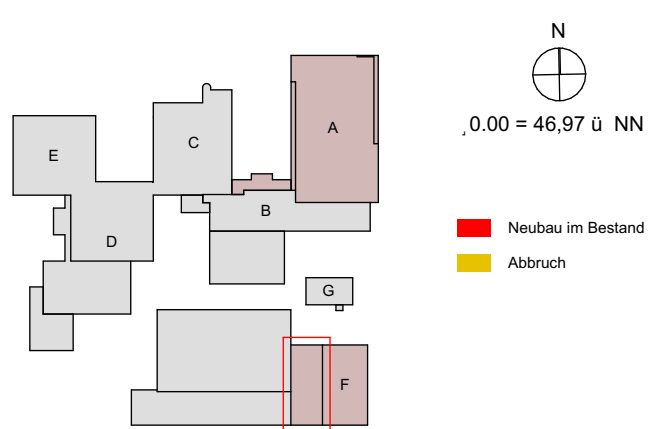 N
A
C
E
¸0.00 = 46,97 ü NN
B
Neubau im Bestand
D
Abbruch
G
F